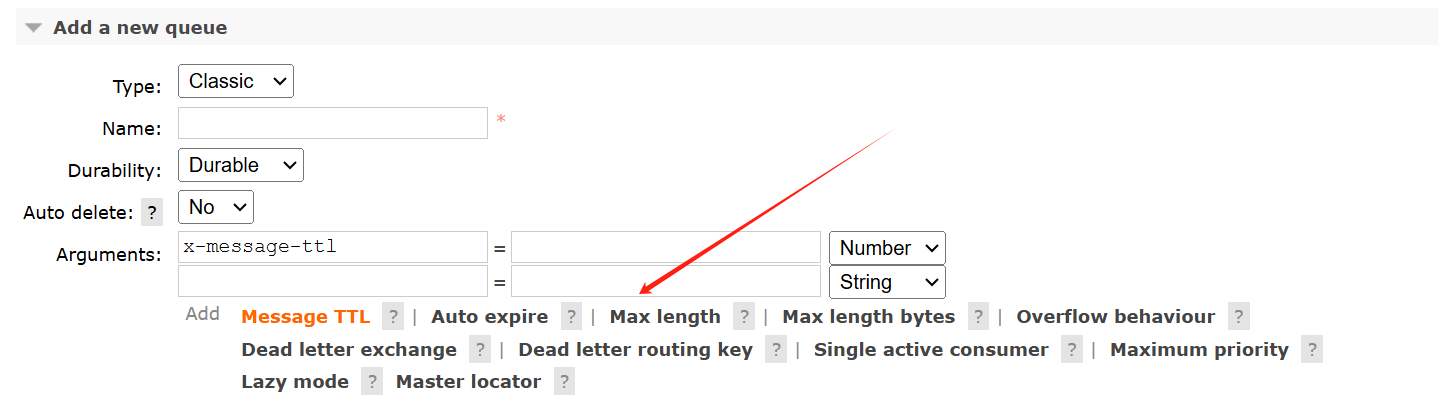 Add a new queue
Type: Classic
Name: *
Durability: Durable
Auto delete: ? No
Arguments: x-message-ttl = Number
= String
Add Message TTL ? | Auto expire ? | Max length ? | Max length bytes ? | Overflow behaviour ?
Dead letter exchange ? | Dead letter routing key ? | Single active consumer ? | Maximum priority ?
Lazy mode ? Master locator ?